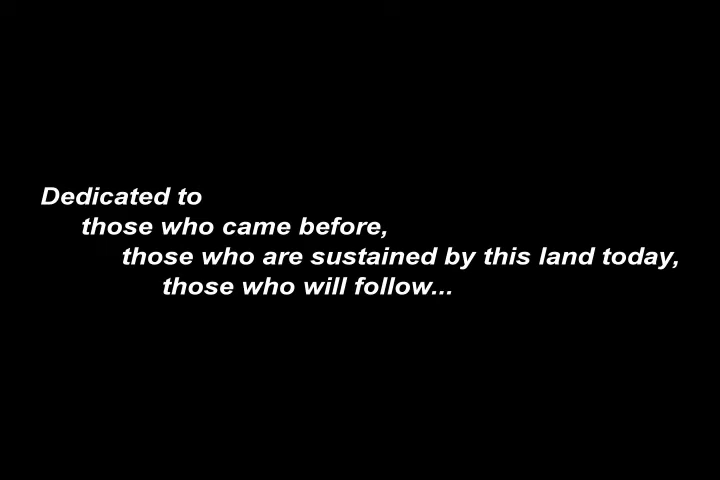 Dedicated to
those who came before,
those who are sustained by this land today,
those who will follow...